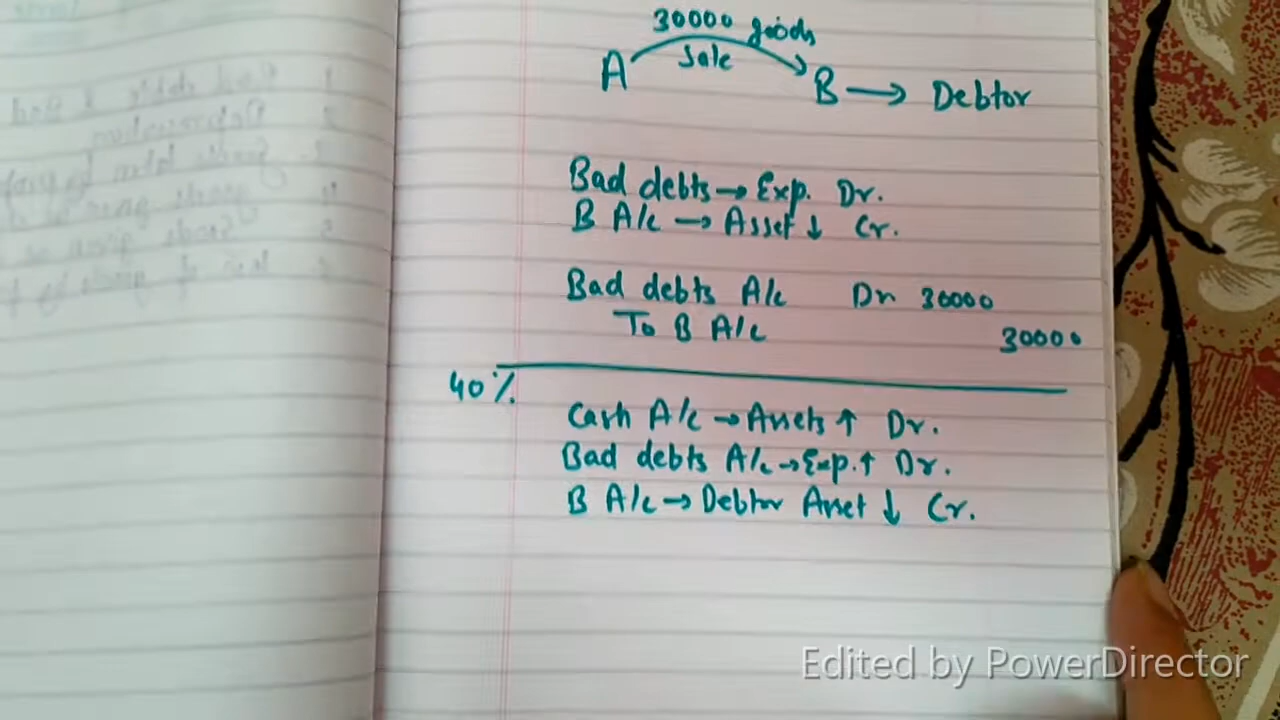 30000 goods
Sale
A B → Debtor
Bad debts → Exp. Dr.
B A/c → Asset ↓ Cr.
Bad debts A/c Dr 30000
To B A/c 30000
40%
Cash A/c → Assets ↑ Dr.
Bad debts A/c → Exp. ↑ Dr.
B A/c → Debtor Asset ↓ Cr.
Edited by PowerDirector